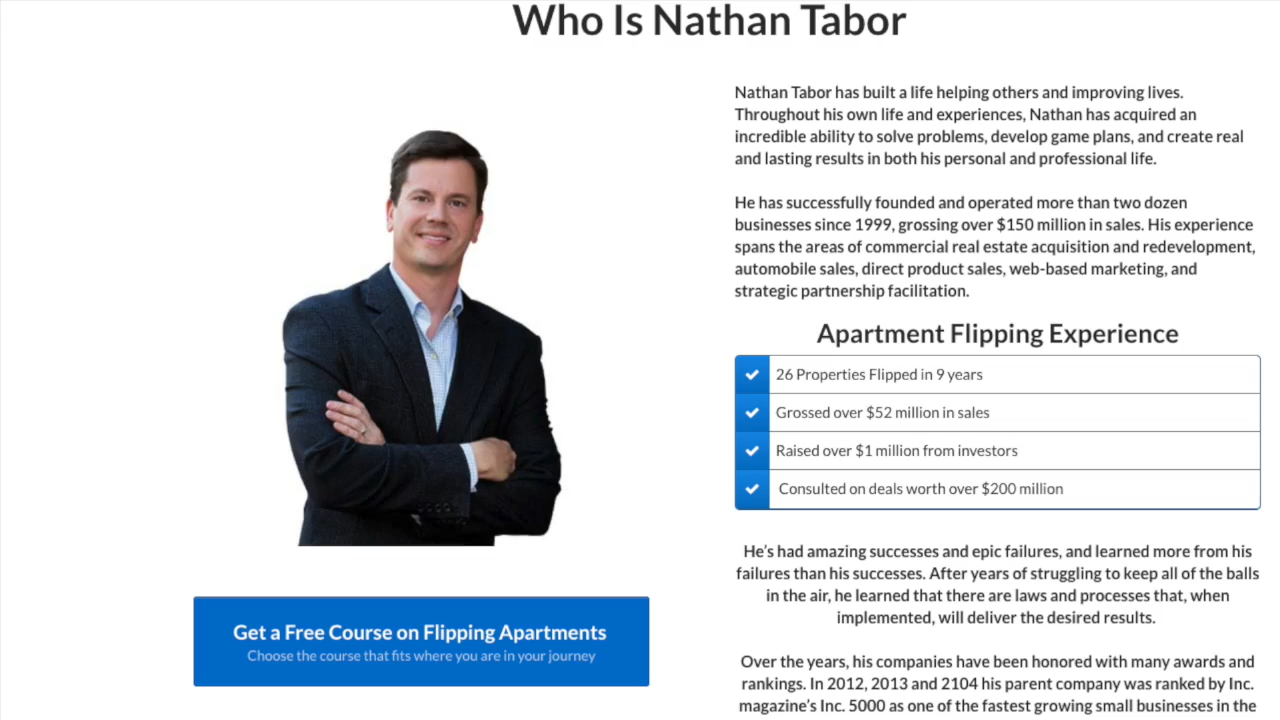 Who Is Nathan Tabor
Nathan Tabor has built a life helping others and improving lives.
Throughout his own life and experiences, Nathan has acquired an
incredible ability to solve problems, develop game plans, and create real
and lasting results in both his personal and professional life.
He has successfully founded and operated more than two dozen
businesses since 1999, grossing over $150 million in sales. His experience
spans the areas of commercial real estate acquisition and redevelopment,
automobile sales, direct product sales, web-based marketing, and
strategic partnership facilitation.
Apartment Flipping Experience
26 Properties Flipped in 9 years
Grossed over $52 million in sales
Raised over $1 million from investors
Consulted on deals worth over $200 million
He's had amazing successes and epic failures, and learned more from his
failures than his successes. After years of struggling to keep all of the balls
in the air, he learned that there are laws and processes that, when
implemented, will deliver the desired results.
Over the years, his companies have been honored with many awards and
rankings. In 2012, 2013 and 2104 his parent company was ranked by Inc.
magazine's Inc. 5000 as one of the fastest growing small businesses in the
Get a Free Course on Flipping Apartments
Choose the course that fits where you are in your journey